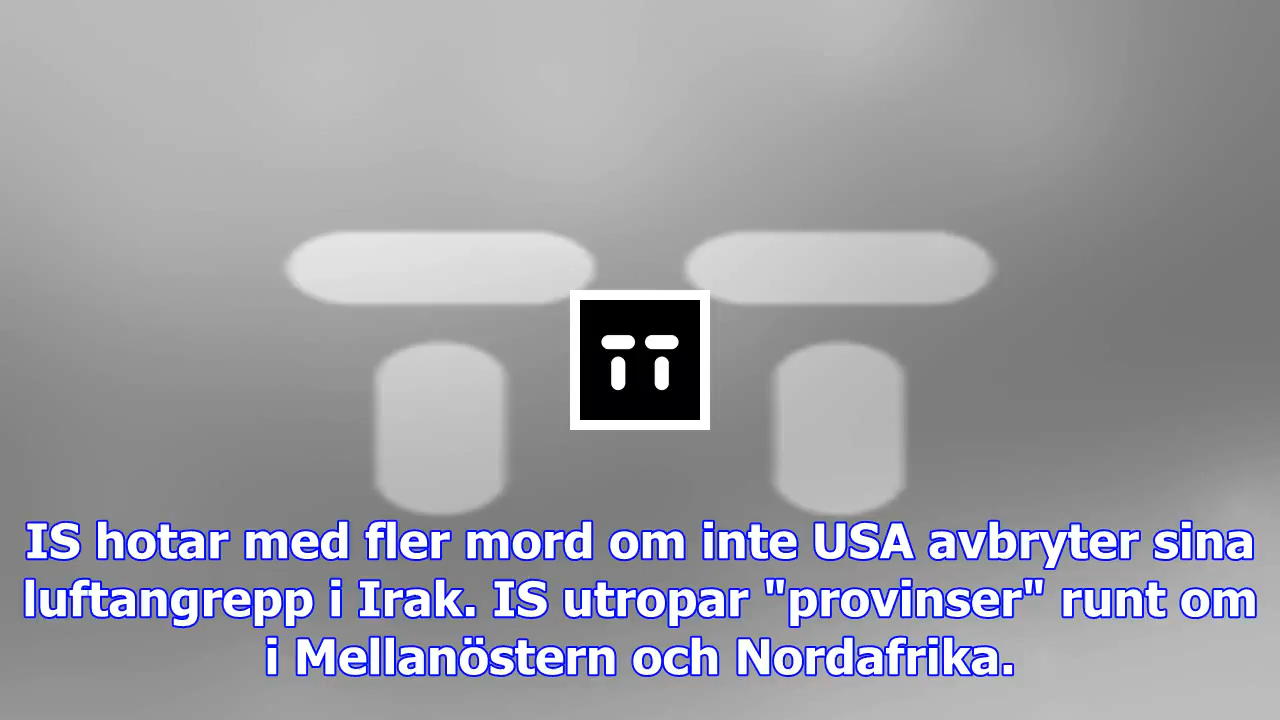 IS hotar med fler mord om inte USA avbryter sina
luftangrepp i Irak. IS utropar "provinser" runt om
i Mellanöstern och Nordafrika.